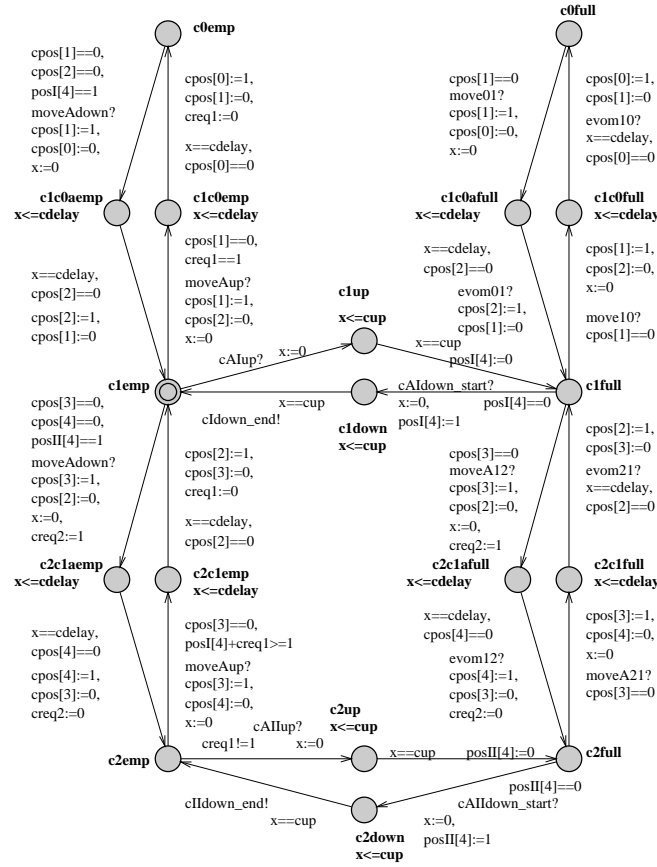 c0emp
c0full
cpos[1]==0,
cpos[2]==0,
posI[4]==1
moveAdown?
cpos[1]:=1,
cpos[0]:=0,
x:=0
cpos[0]:=1,
cpos[1]:=0,
creq1:=0
x==cdelay,
cpos[0]==0
cpos[1]==0
move01?
cpos[1]:=1,
cpos[0]:=0,
x:=0
cpos[0]:=1,
cpos[1]:=0
evom10?
x==cdelay,
cpos[0]==0
c1c0aemp
x<=cdelay
c1c0emp
x<=cdelay
c1c0afull
x<=cdelay
c1c0full
x<=cdelay
x==cdelay,
cpos[2]==0
cpos[2]:=1,
cpos[1]:=0
cpos[1]==0,
creq1==1
moveAup?
cpos[1]:=1,
cpos[2]:=0,
x:=0
x==cdelay,
cpos[2]==0
evom01?
cpos[2]:=1,
cpos[1]:=0
cpos[1]:=1,
cpos[2]:=0,
x:=0
move10?
cpos[1]==0
c1up
x<=cup
cAIup?
x:=0
x==cup
posI[4]:=0
c1emp
c1full
x==cup
cIdown_end!
c1down
x<=cup
cAIdown_start?
x:=0,
posI[4]:=1
posI[4]==0
cpos[3]==0,
cpos[4]==0,
posII[4]==1
moveAdown?
cpos[3]:=1,
cpos[2]:=0,
x:=0,
creq2:=1
cpos[2]:=1,
cpos[3]:=0,
creq1:=0
x==cdelay,
cpos[2]==0
cpos[3]==0
moveA12?
cpos[3]:=1,
cpos[2]:=0,
x:=0,
creq2:=1
cpos[2]:=1,
cpos[3]:=0
evom21?
x==cdelay,
cpos[2]==0
c2c1aemp
x<=cdelay
c2c1emp
x<=cdelay
c2c1afull
x<=cdelay
c2c1full
x<=cdelay
x==cdelay,
cpos[4]==0
cpos[4]:=1,
cpos[3]:=0,
creq2:=0
cpos[3]==0,
posI[4]+creq1>=1
moveAup?
cpos[3]:=1,
cpos[4]:=0,
x:=0
x==cdelay,
cpos[4]==0
evom12?
cpos[4]:=1,
cpos[3]:=0,
creq2:=0
cpos[3]:=1,
cpos[4]:=0,
x:=0
moveA21?
cpos[3]==0
c2up
x<=cup
cAIIup?
creq1!=1
x:=0
x==cup
posII[4]:=0
c2emp
c2full
cIIdown_end!
x==cup
c2down
x<=cup
posII[4]==0
cAIIdown_start?
x:=0,
posII[4]:=1